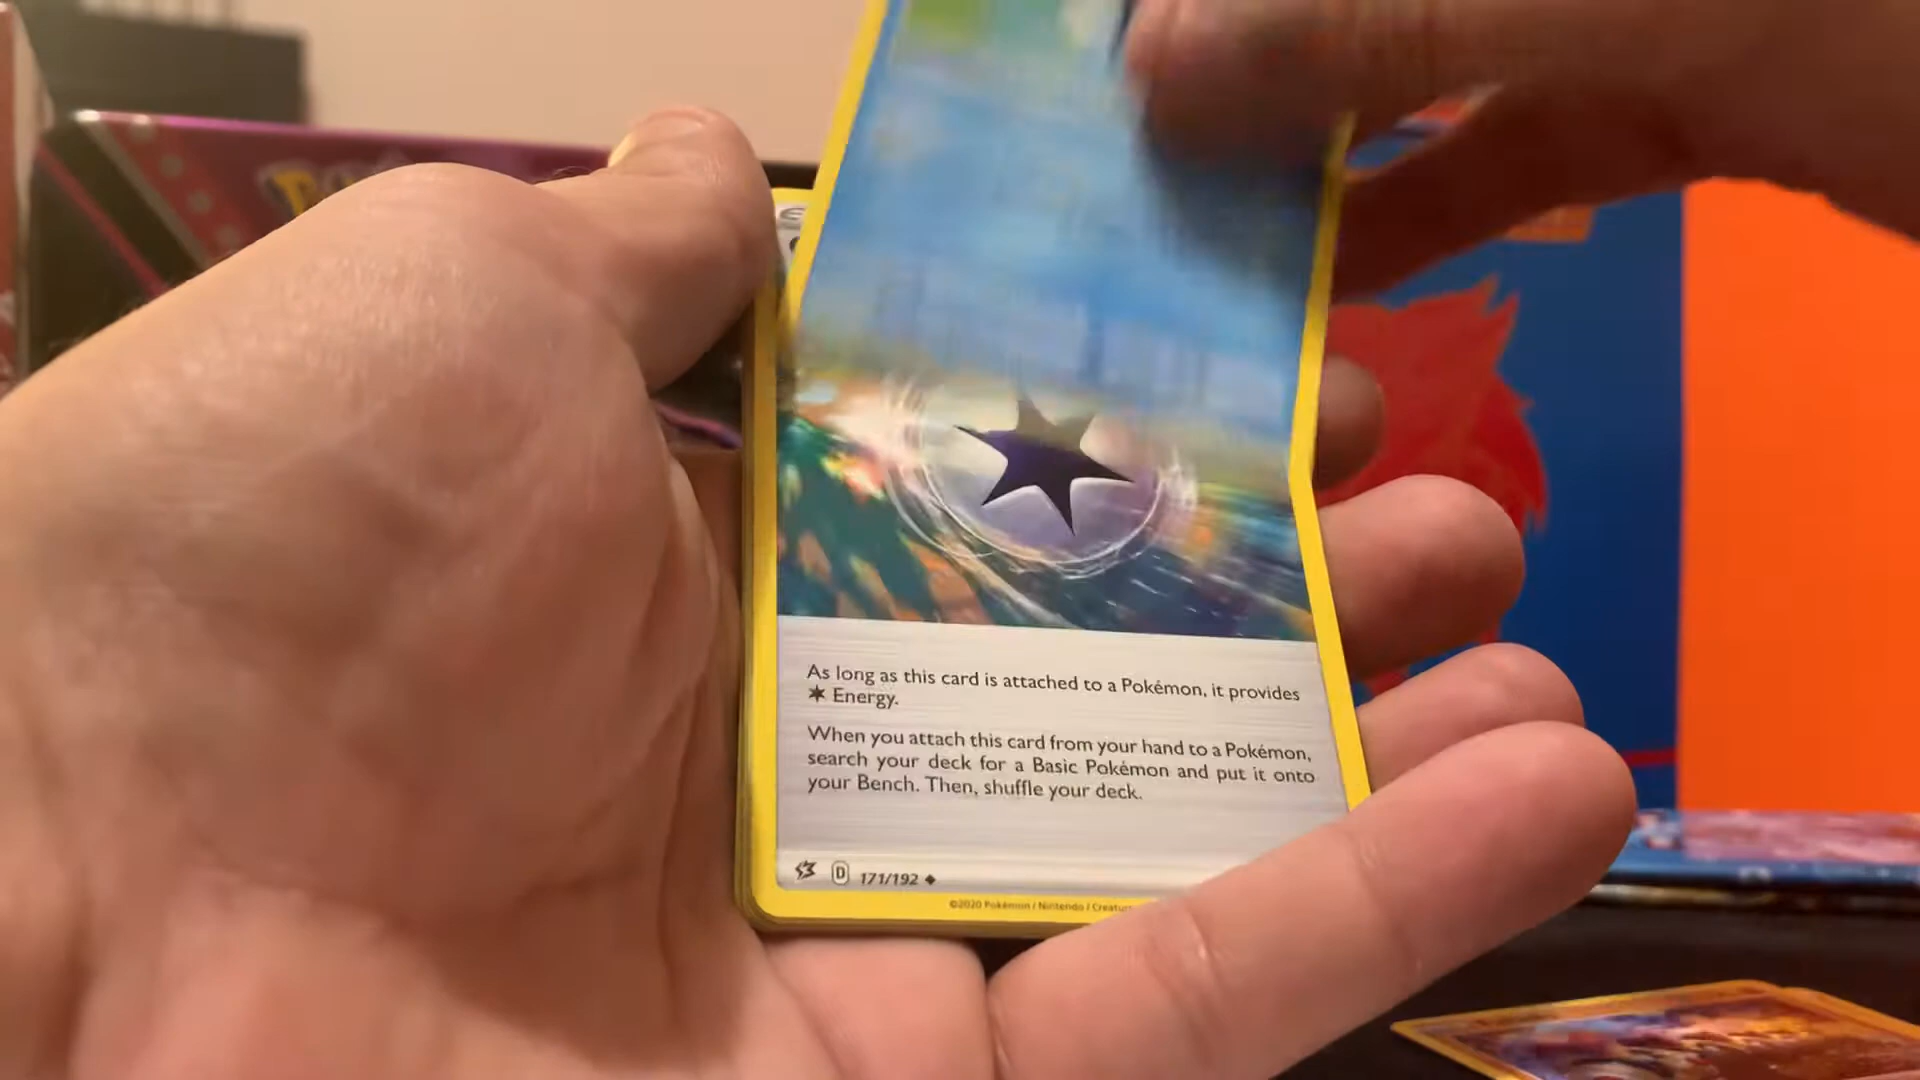 As long as this card is attached to a Pokémon, it provides
Energy.
When you attach this card from your hand to a Pokémon,
search your deck for a Basic Pokémon and put it onto
your Bench. Then, shuffle your deck.
D 171/192
©2020 Pokémon / Nintendo /